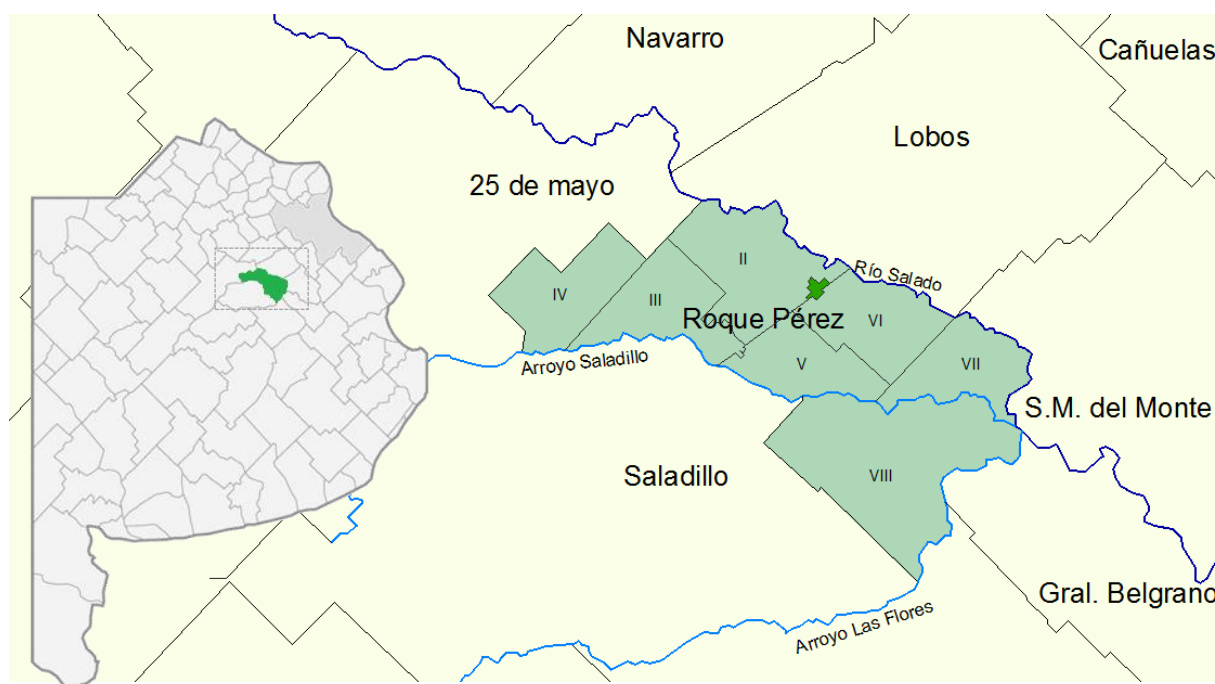 Navarro
Cañuelas
Lobos
25 de mayo
II
Río Salado
IV
III
Roque Pérez
VI
Arroyo Saladillo
V
VII
S.M. del Monte
Saladillo
VIII
Gral. Belgrano
Arroyo Las Flores